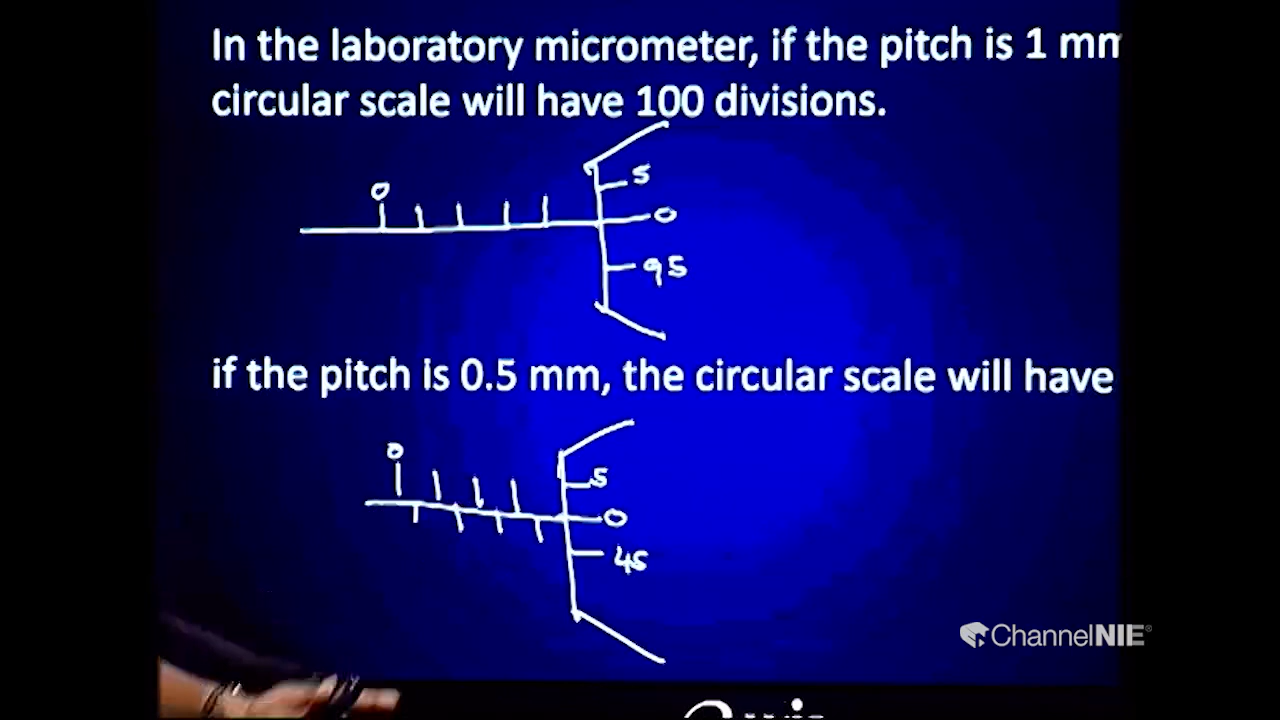 In the laboratory micrometer, if the pitch is 1 mm
circular scale will have 100 divisions.
0
5
0
95
if the pitch is 0.5 mm, the circular scale will have
0
5
0
45
ChannelNIE